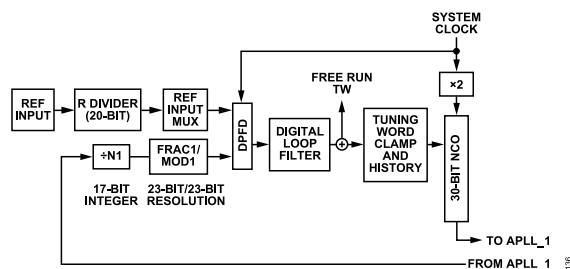 SYSTEM
CLOCK
FREE RUN
TW
×2
REF
INPUT
R DIVIDER
(20-BIT)
REF
INPUT
MUX
DPFD
DIGITAL
LOOP
FILTER
TUNING
WORD
CLAMP
AND
HISTORY
30-BIT NCO
÷N1
FRAC1/
MOD1
17-BIT
INTEGER
23-BIT/23-BIT
RESOLUTION
TO APLL_1
FROM APLL_1
136